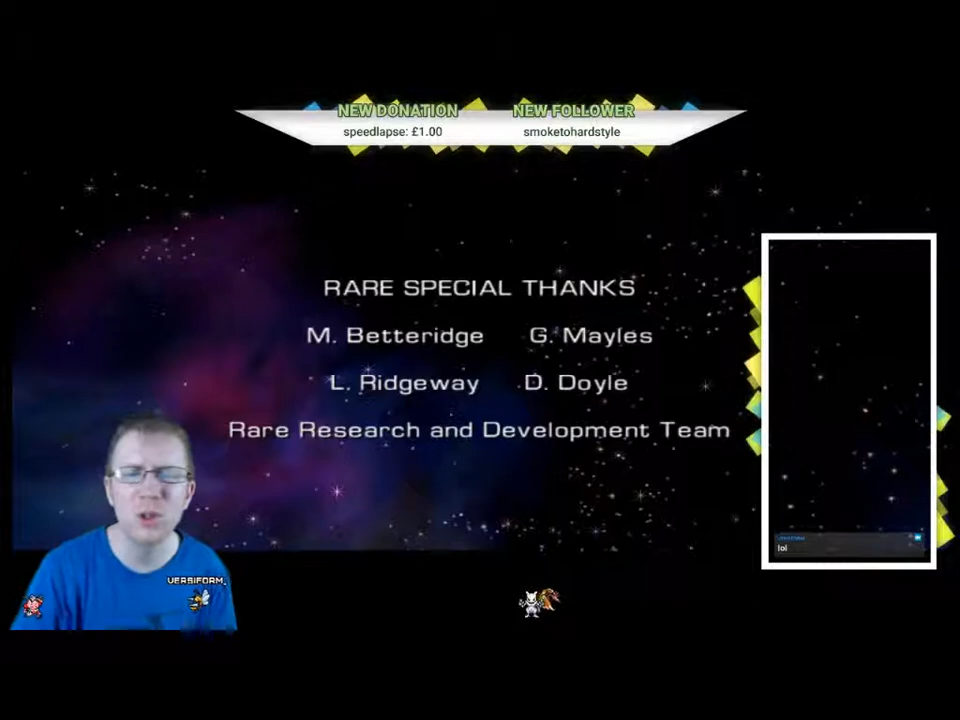 NEW DONATION NEW FOLLOWER
speedlapse: £1.00 smoketohardstyle
RARE SPECIAL THANKS
M. Betteridge G. Mayles
L. Ridgeway D. Doyle
Rare Research and Development Team
VERSIFORM_
lol